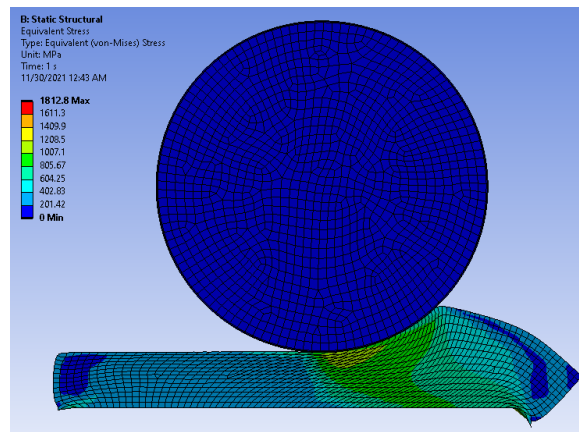 B: Static Structural
Equivalent Stress
Type: Equivalent (von-Mises) Stress
Unit: MPa
Time: 1 s
11/30/2021 12:43 AM
1812.8 Max
1611.3
1409.9
1208.5
1007.1
805.67
604.25
402.83
201.42
0 Min